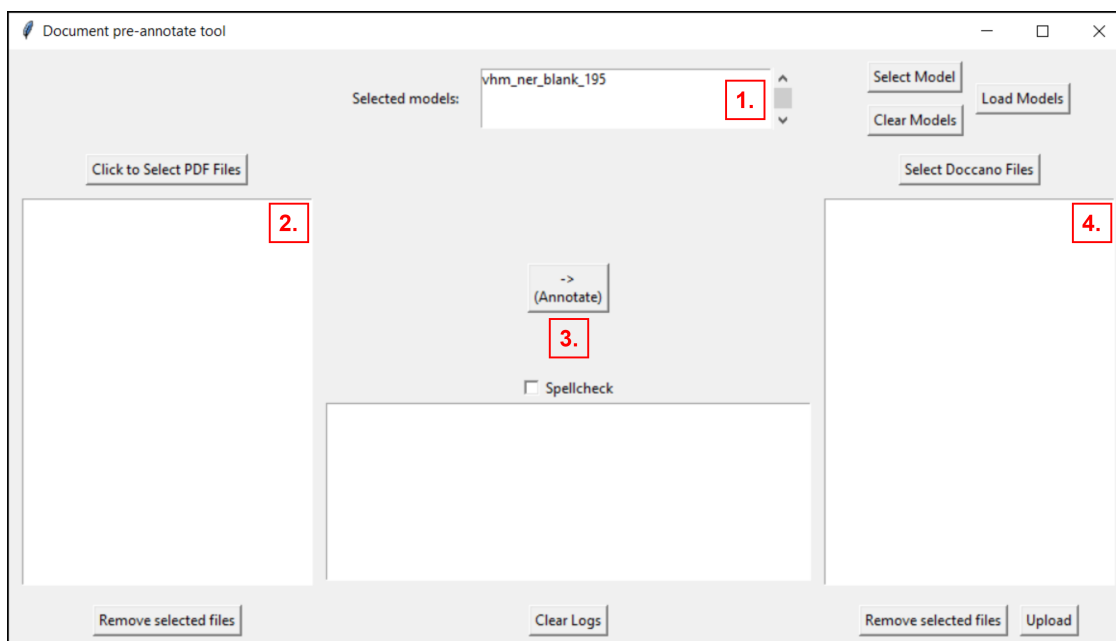 Document pre-annotate tool
Selected models:
vhm_ner_blank_195
1.
Select Model
Load Models
Clear Models
Click to Select PDF Files
Select Doccano Files
2.
4.
->
(Annotate)
3.
Spellcheck
Remove selected files
Clear Logs
Remove selected files
Upload